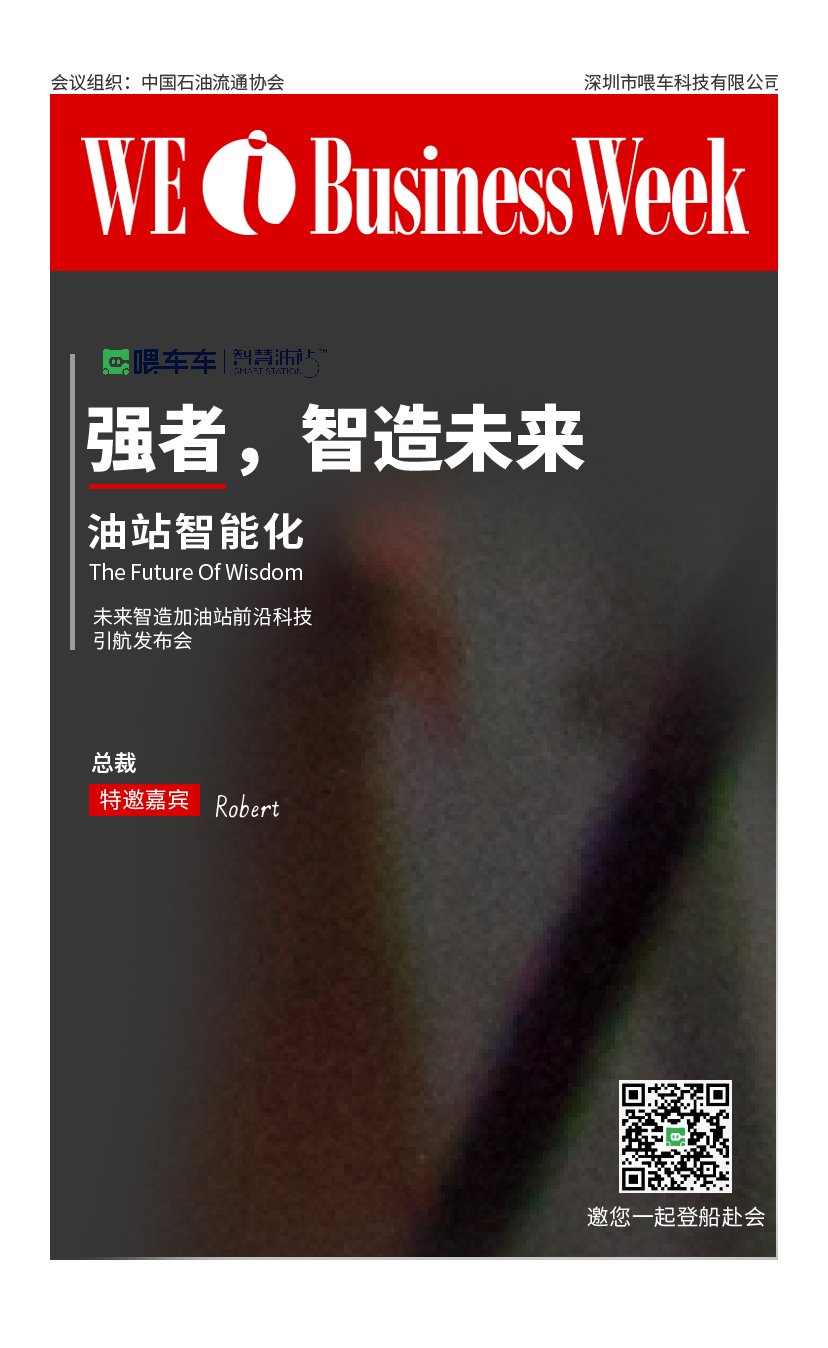 会议组织：中国石油流通协会
深圳市喂车科技有限公司
WE i BusinessWeek
喂车车 | 智慧油站™
SMART STATION
强者，智造未来
油站智能化
The Future Of Wisdom
未来智造加油站前沿科技
引航发布会
总裁
特邀嘉宾 Robert
邀您一起登船赴会